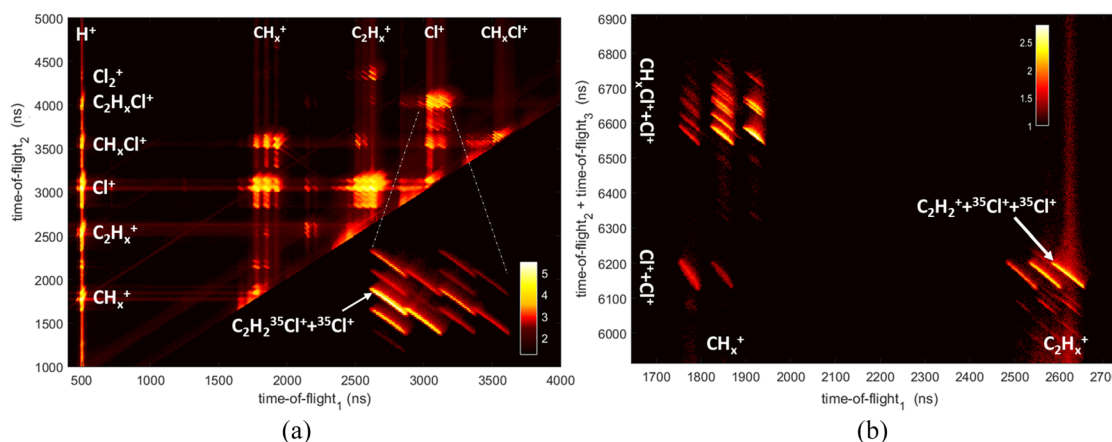 (a)
5000
4500
4000
3500
3000
2500
2000
1500
1000
time-of-flight₂ (ns)
H⁺
CHₓ⁺
C₂Hₓ⁺
Cl⁺
CHₓCl⁺
Cl₂⁺
C₂HₓCl⁺
CHₓCl⁺
Cl⁺
C₂Hₓ⁺
CHₓ⁺
C₂H₂³⁵Cl⁺+³⁵Cl⁺
5
4
3
2
500
1000
1500
2000
2500
3000
3500
4000
time-of-flight₁ (ns)
(a)
(b)
6900
6800
6700
6600
6500
6400
6300
6200
6100
6000
time-of-flight₂ + time-of-flight₃ (ns)
CHₓCl⁺+Cl⁺
Cl⁺+Cl⁺
2.5
2
1.5
1
C₂H₂⁺+³⁵Cl⁺+³⁵Cl⁺
CHₓ⁺
C₂Hₓ⁺
1700
1800
1900
2000
2100
2200
2300
2400
2500
2600
time-of-flight₁ (ns)
(b)